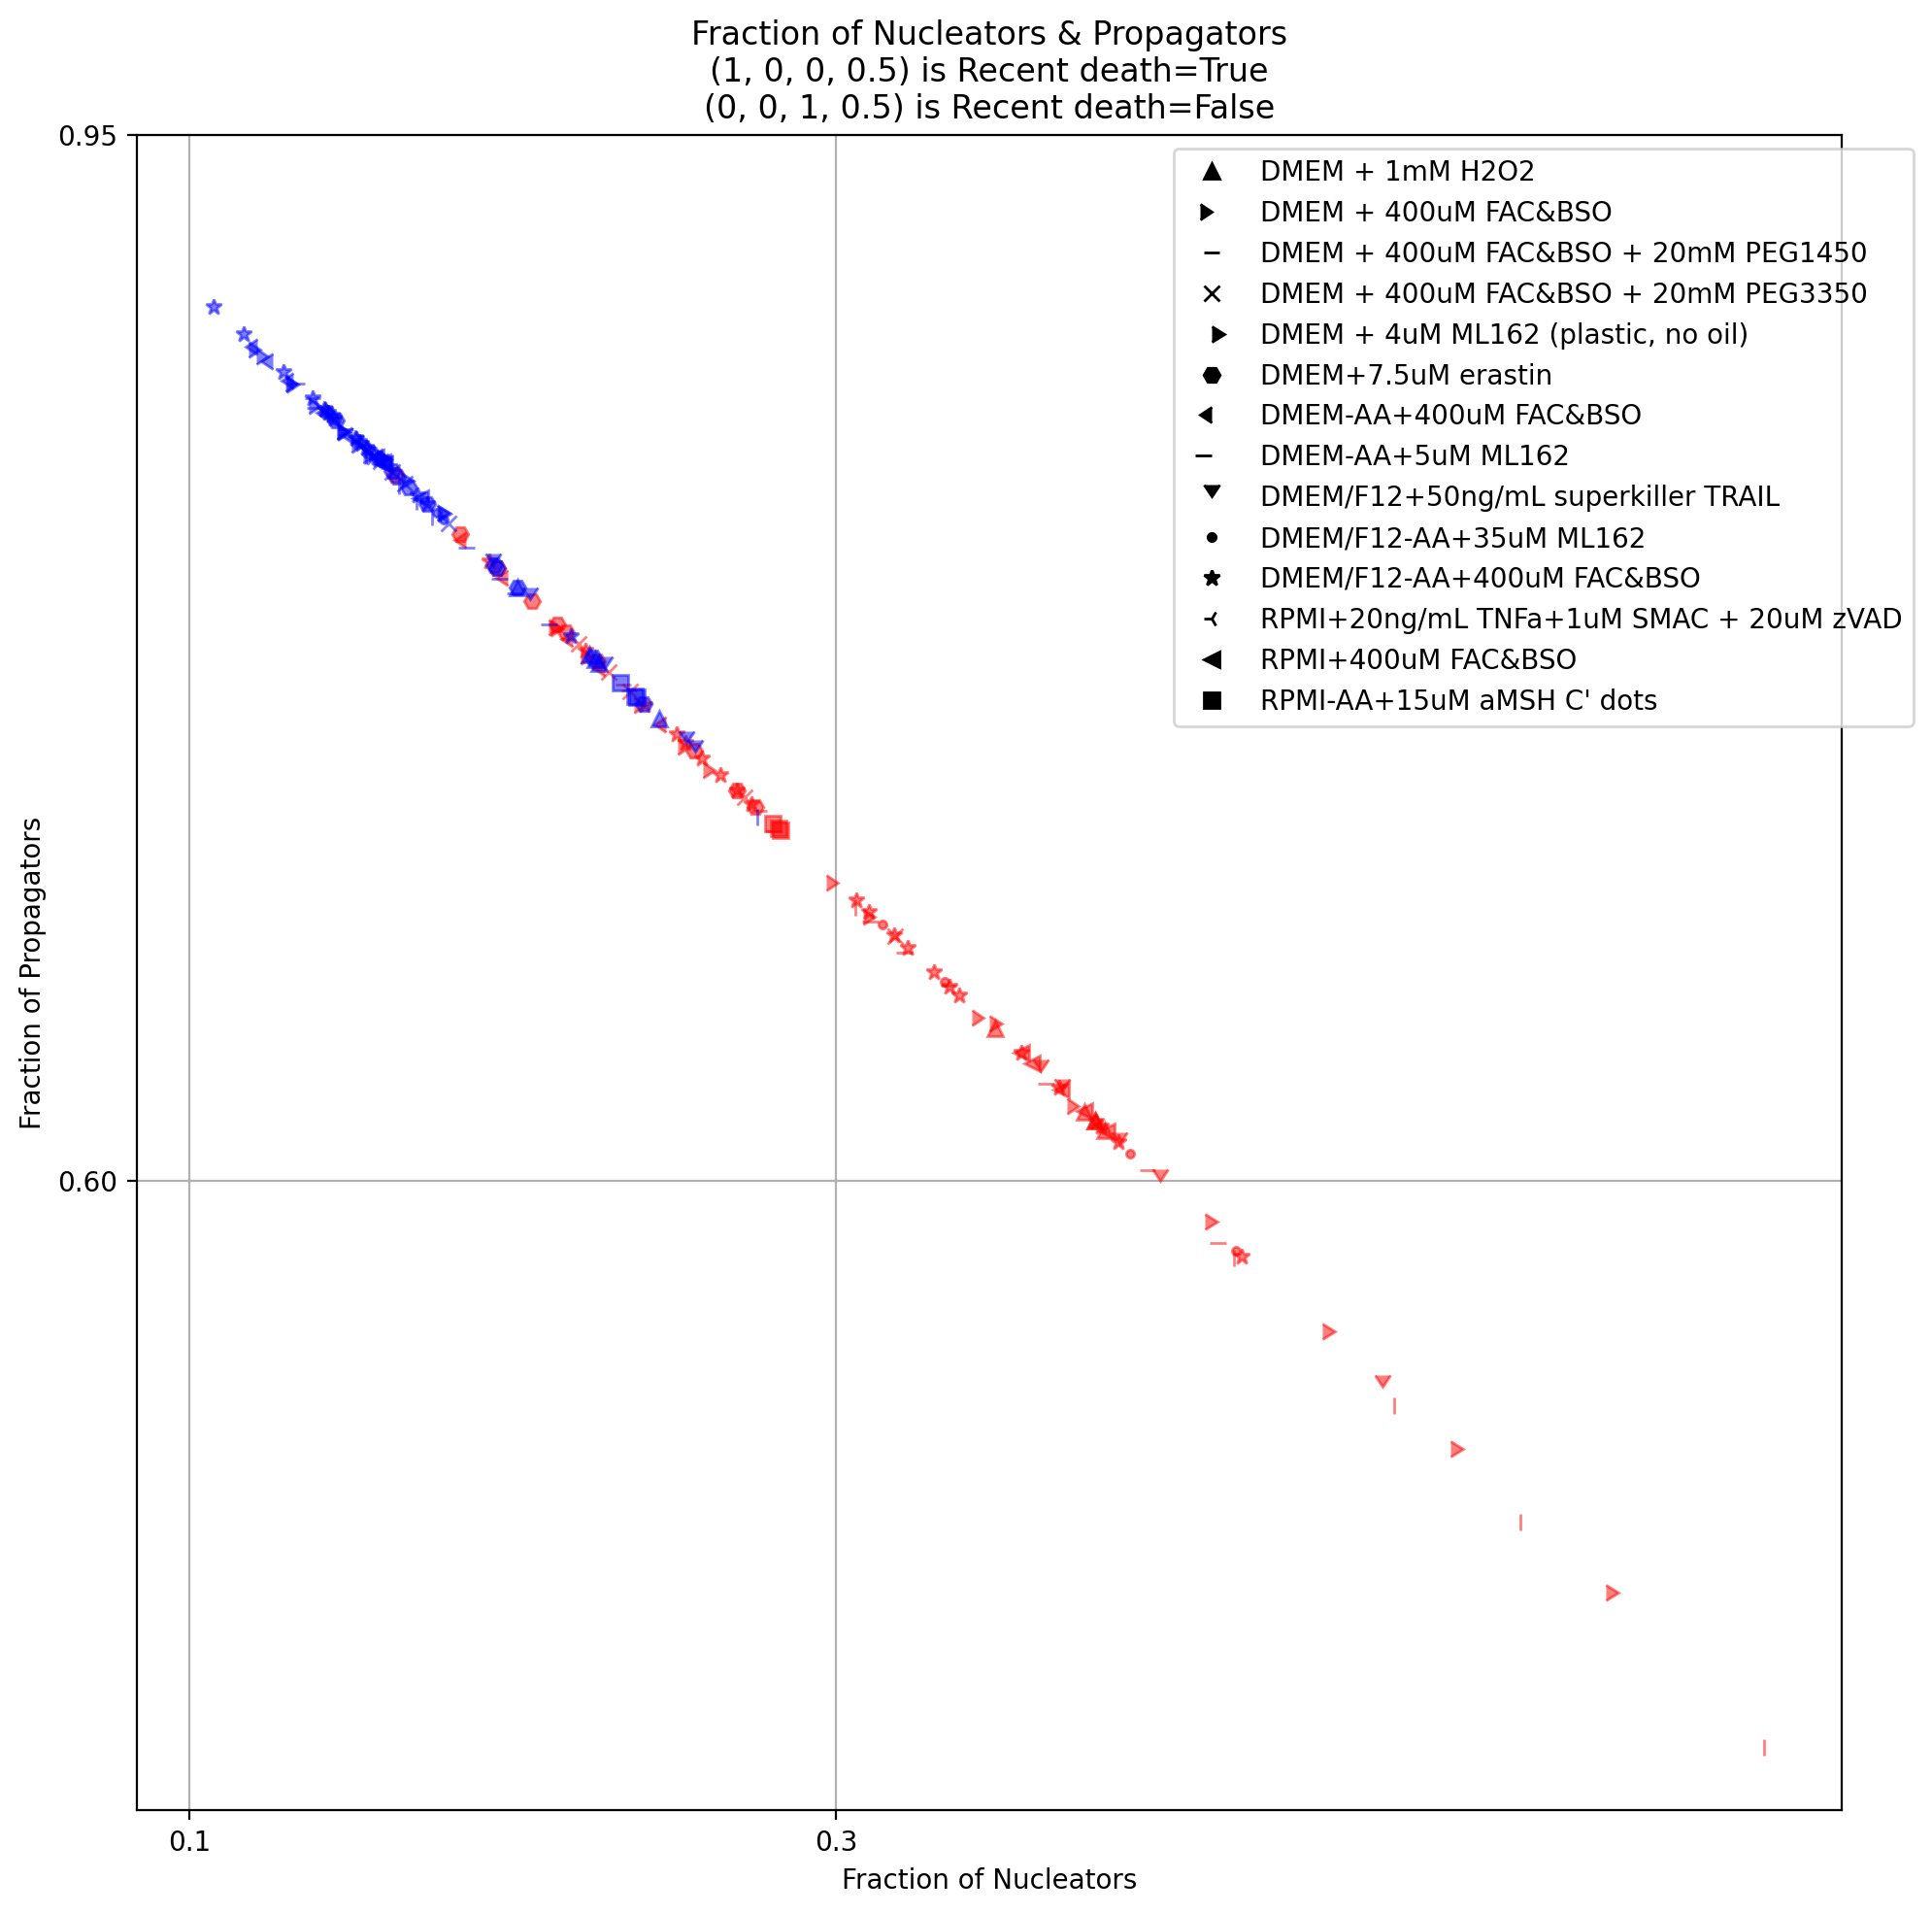 Fraction of Nucleators & Propagators
(1, 0, 0, 0.5) is Recent death=True
(0, 0, 1, 0.5) is Recent death=False
0.95
DMEM + 1mM H2O2
DMEM + 400uM FAC&BSO
DMEM + 400uM FAC&BSO + 20mM PEG1450
DMEM + 400uM FAC&BSO + 20mM PEG3350
DMEM + 4uM ML162 (plastic, no oil)
DMEM+7.5uM erastin
DMEM-AA+400uM FAC&BSO
DMEM-AA+5uM ML162
DMEM/F12+50ng/mL superkiller TRAIL
DMEM/F12-AA+35uM ML162
DMEM/F12-AA+400uM FAC&BSO
RPMI+20ng/mL TNFa+1uM SMAC + 20uM zVAD
RPMI+400uM FAC&BSO
RPMI-AA+15uM aMSH C' dots
Fraction of Propagators
0.60
0.1
0.3
Fraction of Nucleators